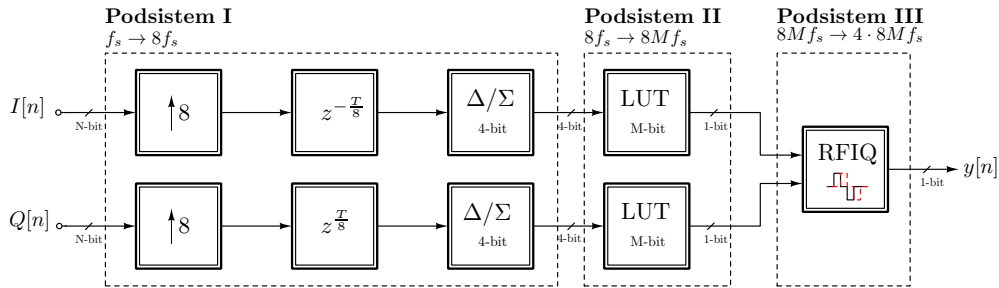 Podsistem I
Podsistem II
Podsistem III
f_s → 8f_s
8f_s → 8Mf_s
8Mf_s → 4 · 8Mf_s
I[n]
N-bit
↑8
z^{-T/8}
Δ/Σ
4-bit
4-bit
LUT
M-bit
1-bit
RFIQ
1-bit
y[n]
Q[n]
N-bit
↑8
z^{T/8}
Δ/Σ
4-bit
4-bit
LUT
M-bit
1-bit